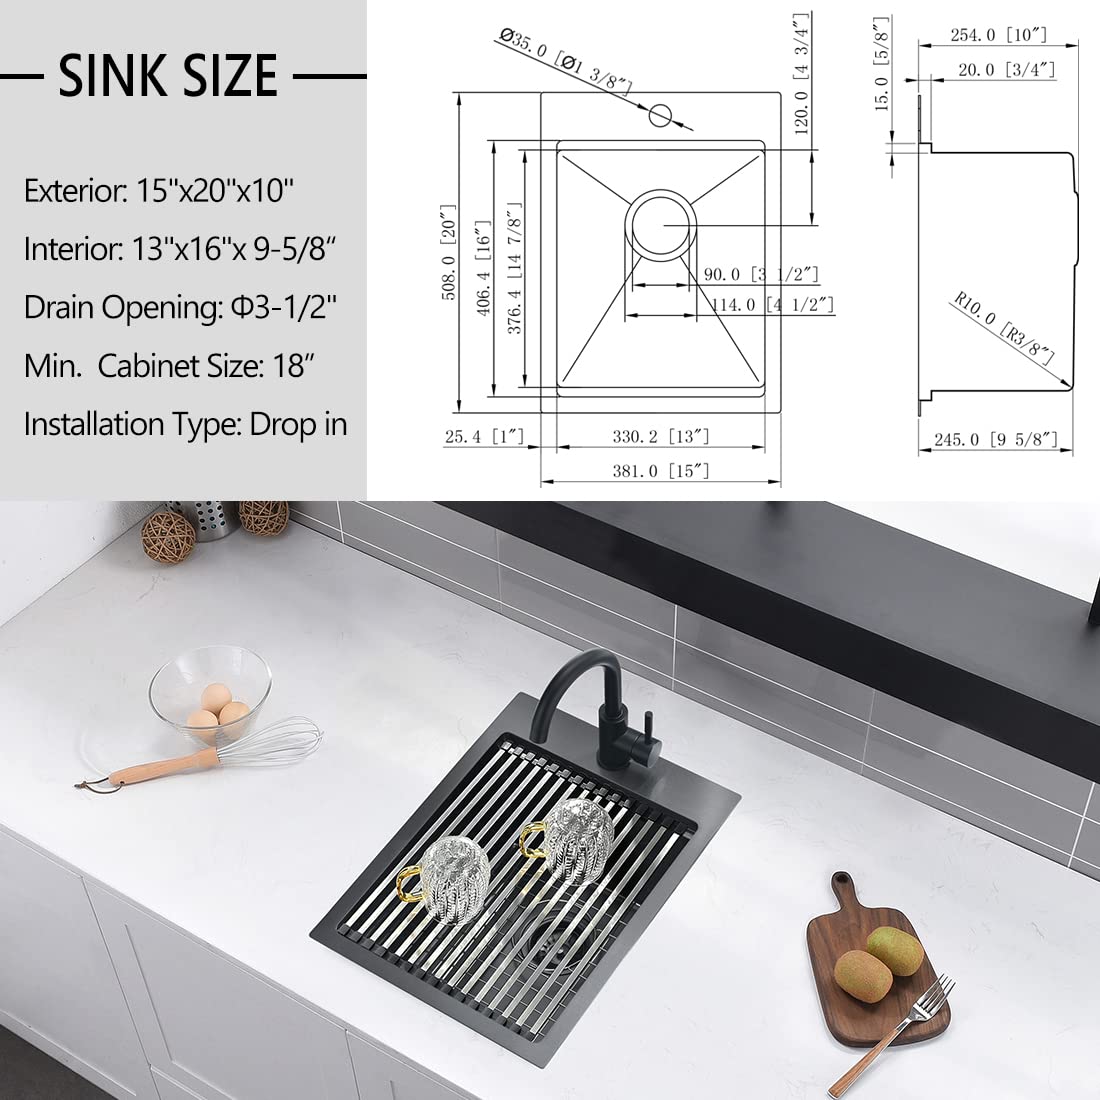 SINK SIZE
Exterior: 15"x20"x10"
Interior: 13"x16"x 9-5/8“
Drain Opening: Φ3-1/2"
Min.  Cabinet Size: 18”
Installation Type: Drop in
Ø35.0 [Ø1 3/8″]
120.0 [4 3/4″]
508.0 [20″]
406.4 [16″]
376.4 [14 7/8″]
90.0 [3 1/2″]
114.0 [4 1/2″]
25.4 [1″]
330.2 [13″]
381.0 [15″]
15.0 [5/8″]
254.0 [10″]
20.0 [3/4″]
R10.0 [R3/8″]
245.0 [9 5/8″]